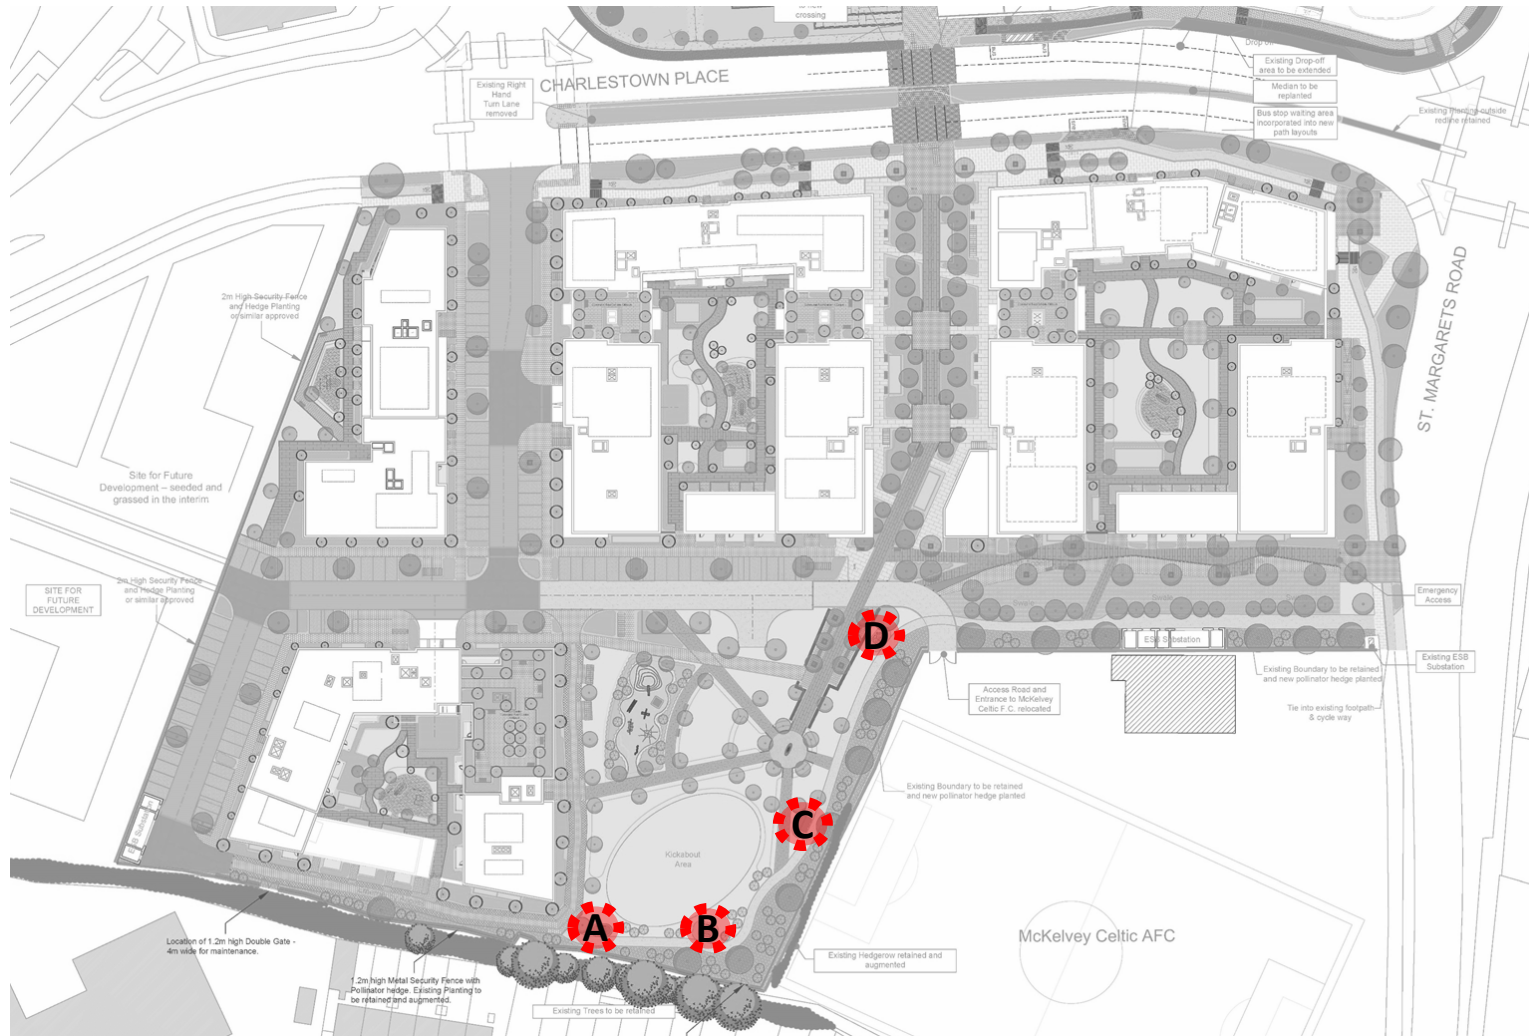 to new
crossing
Drop off
CHARLESTOWN PLACE
Existing Right
Hand
Turn Lane
removed
Existing Drop-off
area to be extended
Median to be
replanted
Existing Planting outside
redline retained
Bus stop waiting area
incorporated into new
path layouts
ST. MARGARETS ROAD
2m High Security Fence
and Hedge Planting
or similar approved
Site for Future
Development – seeded and
grassed in the interim.
2m High Security Fence
and Hedge Planting
or similar approved
SITE FOR
FUTURE
DEVELOPMENT
Emergency
Access
D
ESB Substation
Existing ESB
Substation
Existing Boundary to be retained
and new pollinator hedge planted
Access Road and
Entrance to McKelvey
Celtic F.C. relocated
Tie into existing footpath
& cycle way
Existing Boundary to be retained
and new pollinator hedge planted
ESB Substation
C
Kickabout
Area
A
B
McKelvey Celtic AFC
Location of 1.2m high Double Gate -
4m wide for maintenance.
Existing Hedgerow retained and
augmented
1.2m high Metal Security Fence with
Pollinator hedge. Existing Planting to
be retained and augmented.
Existing Trees to be retained